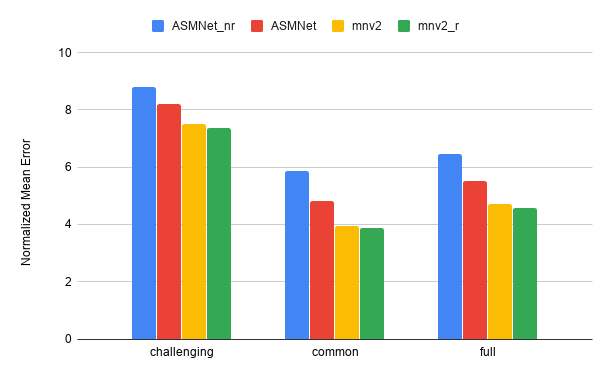 ASMNet_nr ASMNet mnv2 mnv2_r
Normalized Mean Error
10
8
6
4
2
0
challenging common full